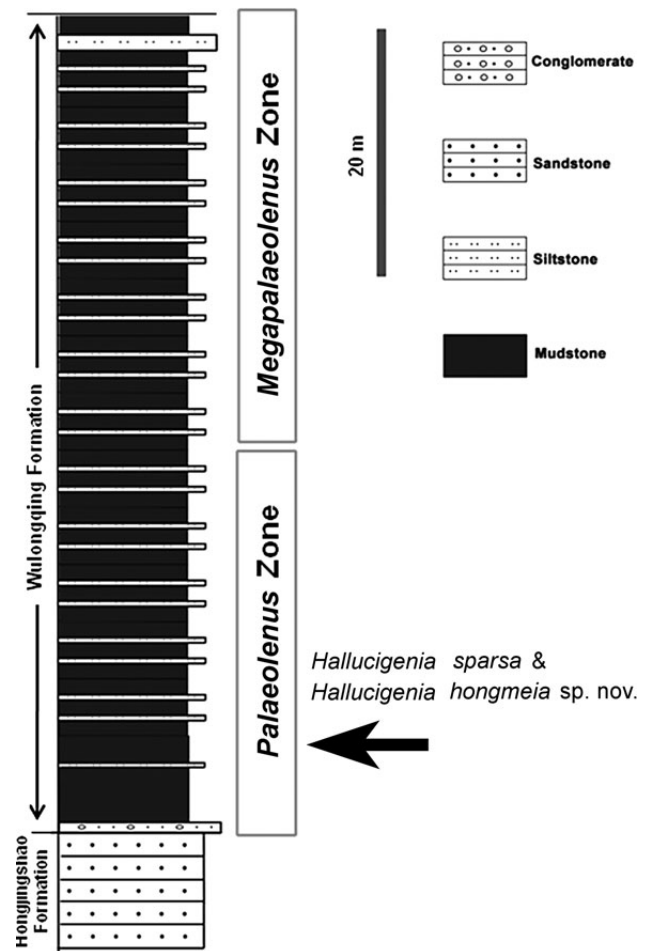 Wulongqing Formation
Hongjingshao
Formation
Megapalaeolenus Zone
Palaeolenus Zone
20 m
Conglomerate
Sandstone
Siltstone
Mudstone
Hallucigenia sparsa &
Hallucigenia hongmeia sp. nov.